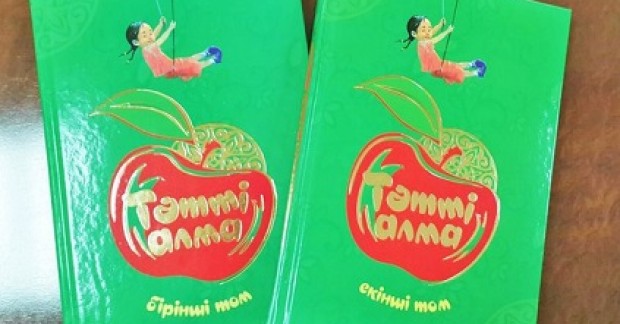 Тәтті
алма
бірінші том
Тәтті
алма
екінші том